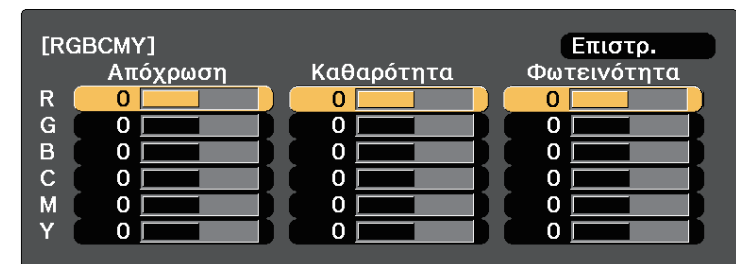 [RGBCMY] Επιστρ.
Απόχρωση Καθαρότητα Φωτεινότητα
R 0 0 0
G 0 0 0
B 0 0 0
C 0 0 0
M 0 0 0
Y 0 0 0